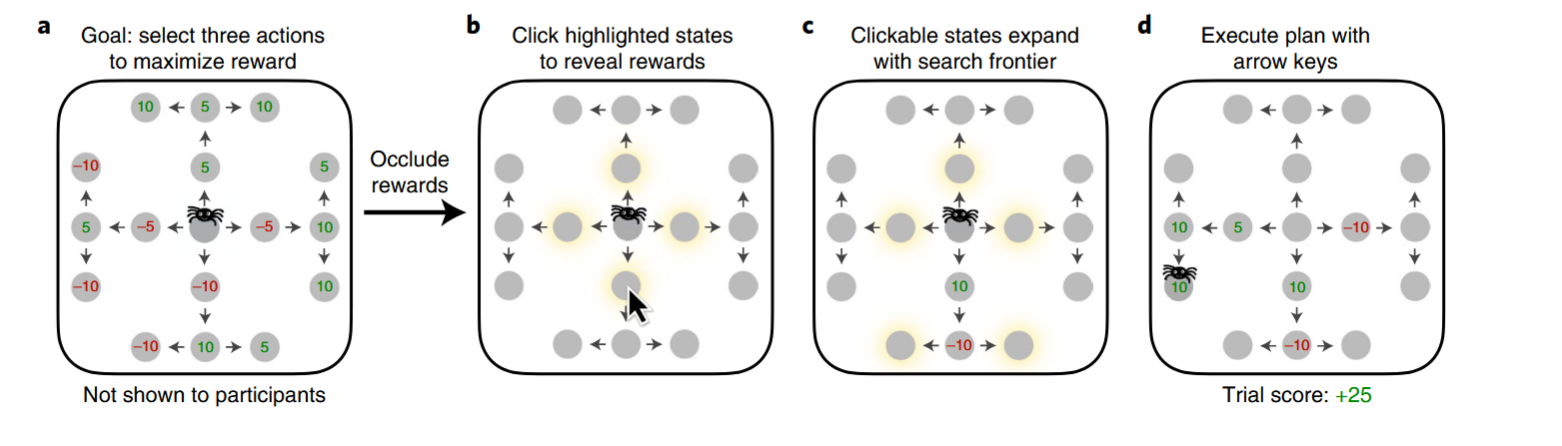 a
Goal: select three actions
to maximize reward
10 5 10
–10 5 5
5 –5 –5 10
–10 –10 10
–10 10 5
Not shown to participants
Occlude
rewards
b
Click highlighted states
to reveal rewards
c
Clickable states expand
with search frontier
10
–10
d
Execute plan with
arrow keys
10 5 –10
10 10
–10
Trial score: +25